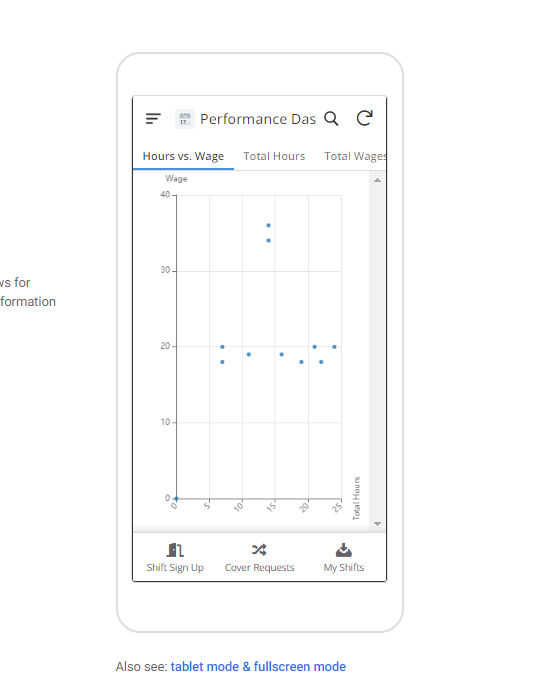 Performance Das
Hours vs. Wage Total Hours Total Wages
Wage
40
30
20
10
0
0 5 10 15 20 25
Total Hours
ws for
formation
Shift Sign Up Cover Requests My Shifts
Also see: tablet mode & fullscreen mode